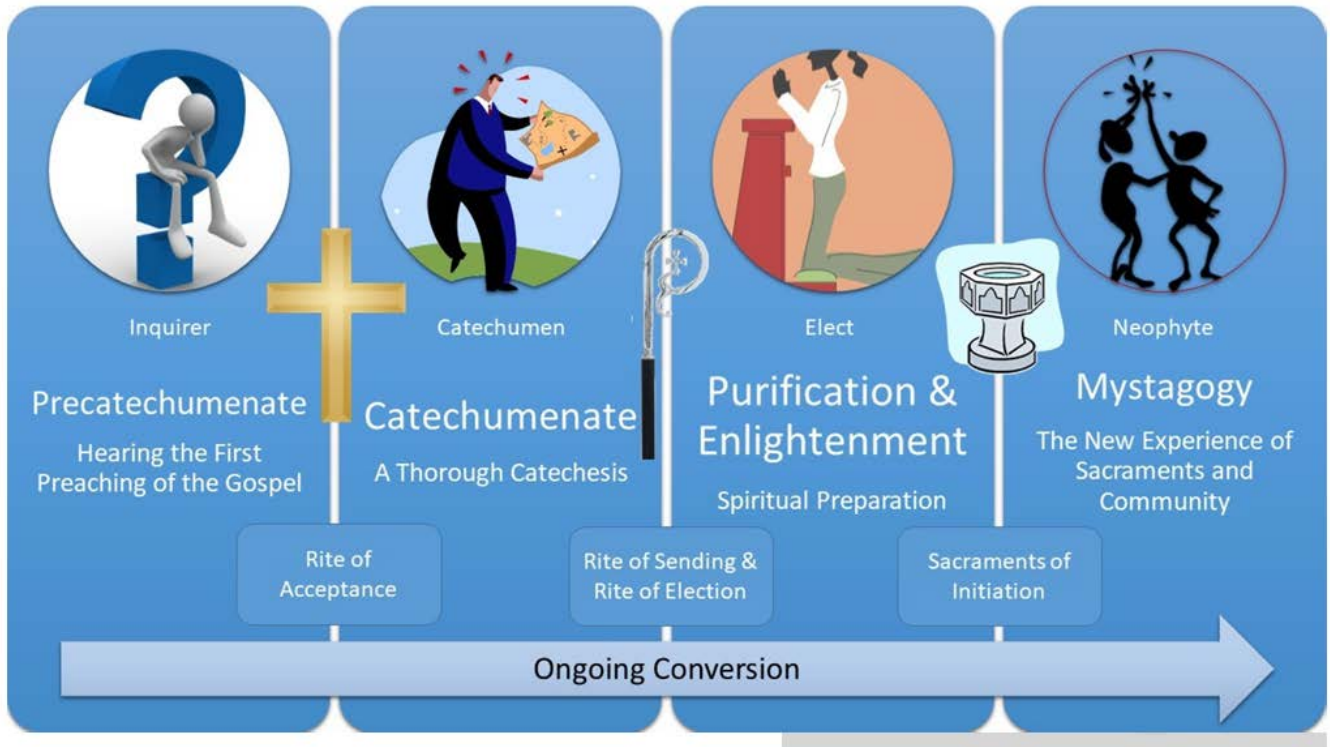 Inquirer
Precatechumenate
Hearing the First
Preaching of the Gospel
Catechumen
Catechumenate
A Thorough Catechesis
Elect
Purification &
Enlightenment
Spiritual Preparation
Neophyte
Mystagogy
The New Experience of
Sacraments and
Community
Rite of
Acceptance
Rite of Sending &
Rite of Election
Sacraments of
Initiation
Ongoing Conversion